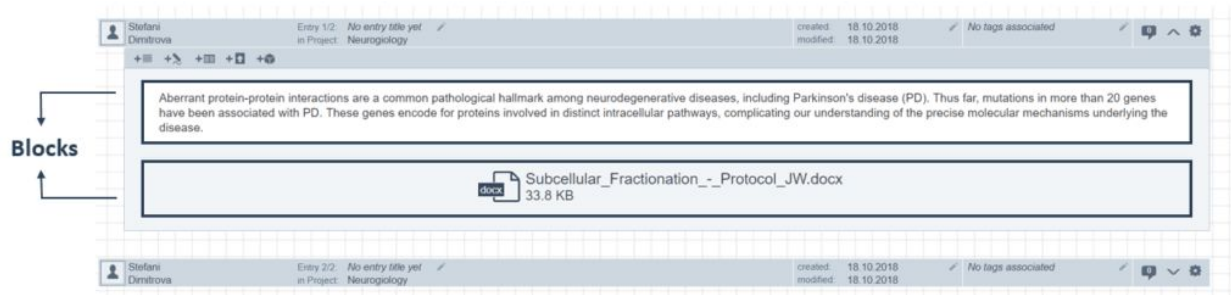 Stefani
Dimitrova
Entry 1/2: No entry title yet
in Project: Neurogiology
created: 18.10.2018
modified: 18.10.2018
No tags associated
Aberrant protein-protein interactions are a common pathological hallmark among neurodegenerative diseases, including Parkinson's disease (PD). Thus far, mutations in more than 20 genes
have been associated with PD. These genes encode for proteins involved in distinct intracellular pathways, complicating our understanding of the precise molecular mechanisms underlying the
disease.
Blocks
docx
Subcellular_Fractionation_-_Protocol_JW.docx
33.8 KB
Stefani
Dimitrova
Entry 2/2: No entry title yet
in Project: Neurogiology
created: 18.10.2018
modified: 18.10.2018
No tags associated